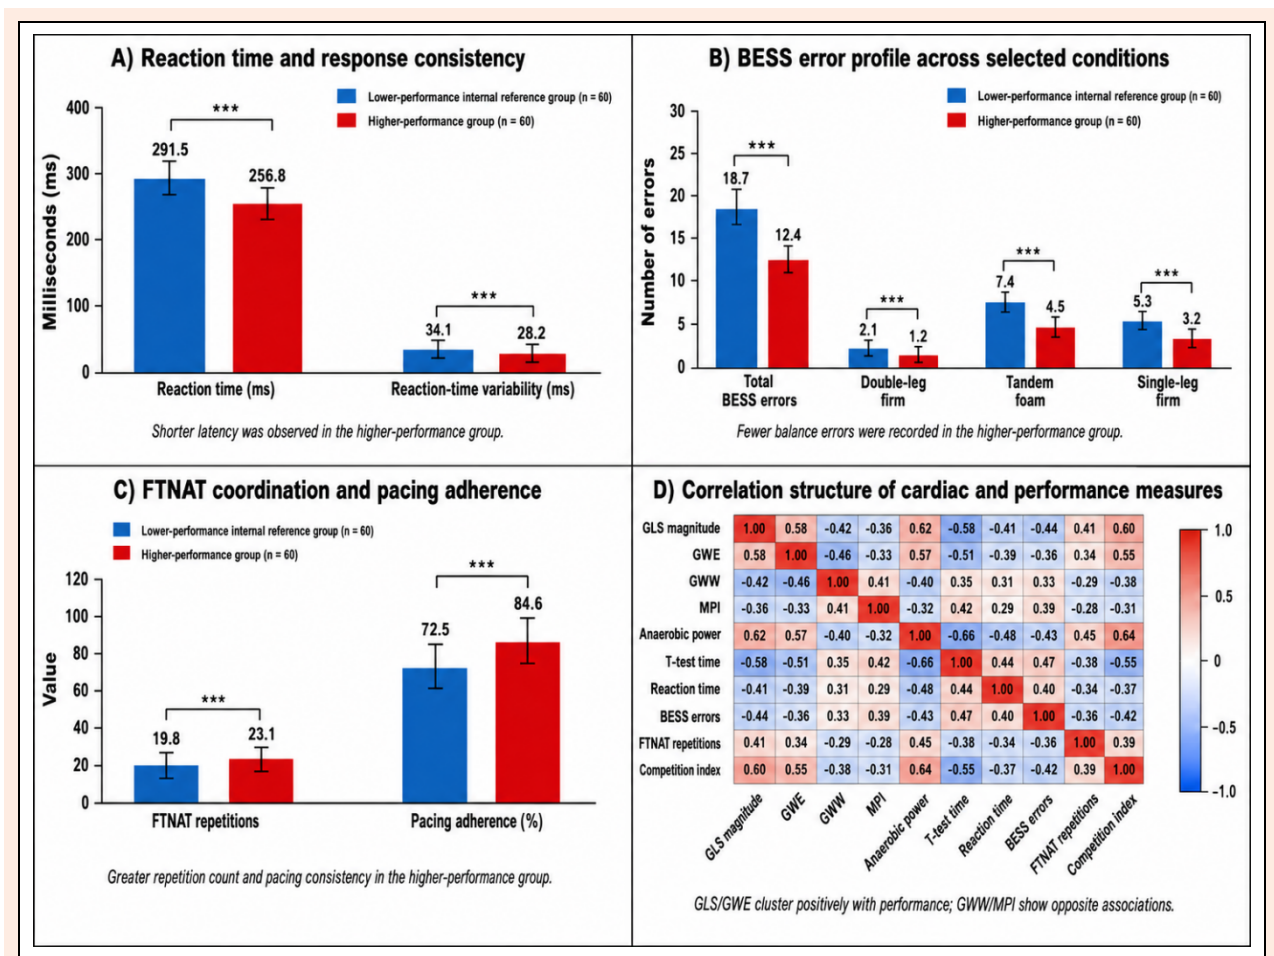 A) Reaction time and response consistency
Lower-performance internal reference group (n = 60)
Higher-performance group (n = 60)
Milliseconds (ms)
400
300
200
100
0
***
291.5
256.8
***
34.1
28.2
Reaction time (ms)
Reaction-time variability (ms)
Shorter latency was observed in the higher-performance group.
B) BESS error profile across selected conditions
Lower-performance internal reference group (n = 60)
Higher-performance group (n = 60)
Number of errors
30
25
20
15
10
5
0
***
18.7
12.4
***
2.1
1.2
***
7.4
4.5
***
5.3
3.2
Total
BESS errors
Double-leg
firm
Tandem
foam
Single-leg
firm
Fewer balance errors were recorded in the higher-performance group.
C) FTNAT coordination and pacing adherence
Lower-performance internal reference group (n = 60)
Higher-performance group (n = 60)
Value
120
100
80
60
40
20
0
***
19.8
23.1
***
72.5
84.6
FTNAT repetitions
Pacing adherence (%)
Greater repetition count and pacing consistency in the higher-performance group.
D) Correlation structure of cardiac and performance measures
GLS magnitude 1.00 0.58 -0.42 -0.36 0.62 -0.58 -0.41 -0.44 0.41 0.60
GWE 0.58 1.00 -0.46 -0.33 0.57 -0.51 -0.39 -0.36 0.34 0.55
GWW -0.42 -0.46 1.00 0.41 -0.40 0.35 0.31 0.33 -0.29 -0.38
MPI -0.36 -0.33 0.41 1.00 -0.32 0.42 0.29 0.39 -0.28 -0.31
Anaerobic power 0.62 0.57 -0.40 -0.32 1.00 -0.66 -0.48 -0.43 0.45 0.64
T-test time -0.58 -0.51 0.35 0.42 -0.66 1.00 0.44 0.47 -0.38 -0.55
Reaction time -0.41 -0.39 0.31 0.29 -0.48 0.44 1.00 0.40 -0.34 -0.37
BESS errors -0.44 -0.36 0.33 0.39 -0.43 0.47 0.40 1.00 -0.36 -0.42
FTNAT repetitions 0.41 0.34 -0.29 -0.28 0.45 -0.38 -0.34 -0.36 1.00 0.39
Competition index 0.60 0.55 -0.38 -0.31 0.64 -0.55 -0.37 -0.42 0.39 1.00
GLS magnitude
GWE
GWW
MPI
Anaerobic power
T-test time
Reaction time
BESS errors
FTNAT repetitions
Competition index
1.0
0.5
0
-0.5
-1.0
GLS/GWE cluster positively with performance; GWW/MPI show opposite associations.